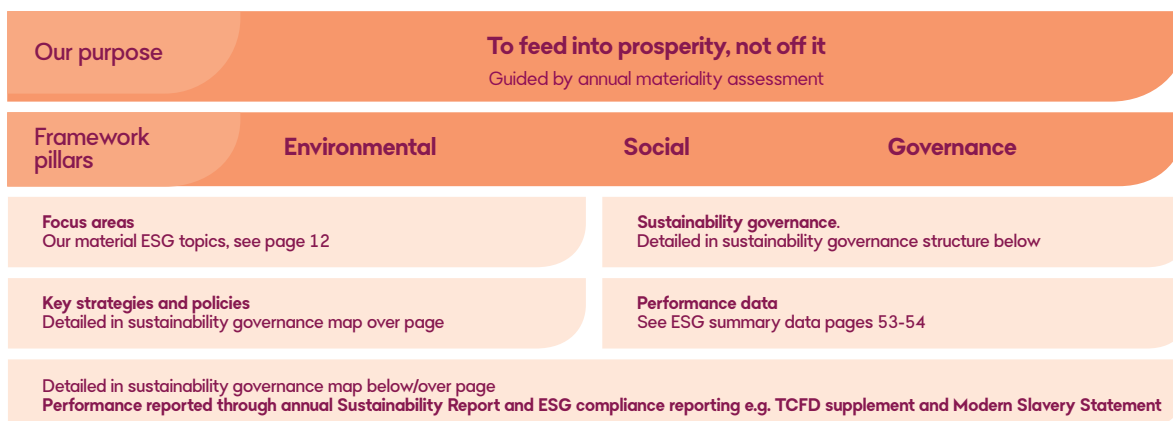 Our purpose
To feed into prosperity, not off it
Guided by annual materiality assessment
Framework
pillars
Environmental
Social
Governance
Focus areas
Our material ESG topics, see page 12
Sustainability governance.
Detailed in sustainability governance structure below
Key strategies and policies
Detailed in sustainability governance map over page
Performance data
See ESG summary data pages 53-54
Detailed in sustainability governance map below/over page
Performance reported through annual Sustainability Report and ESG compliance reporting e.g. TCFD supplement and Modern Slavery Statement